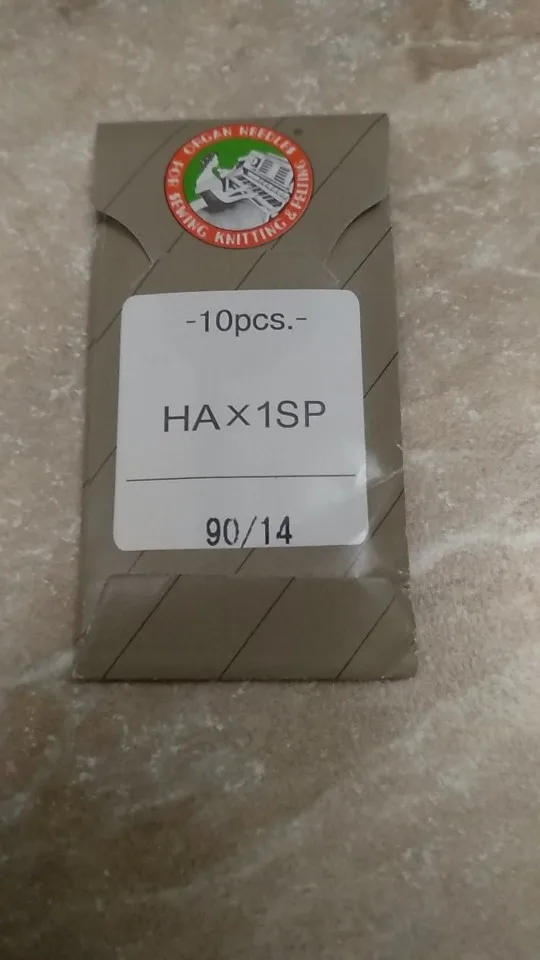 ORGAN NEEDLES
FOR SEWING KNITTING & FELTING
-10pcs.-
HA×1SP
90/14